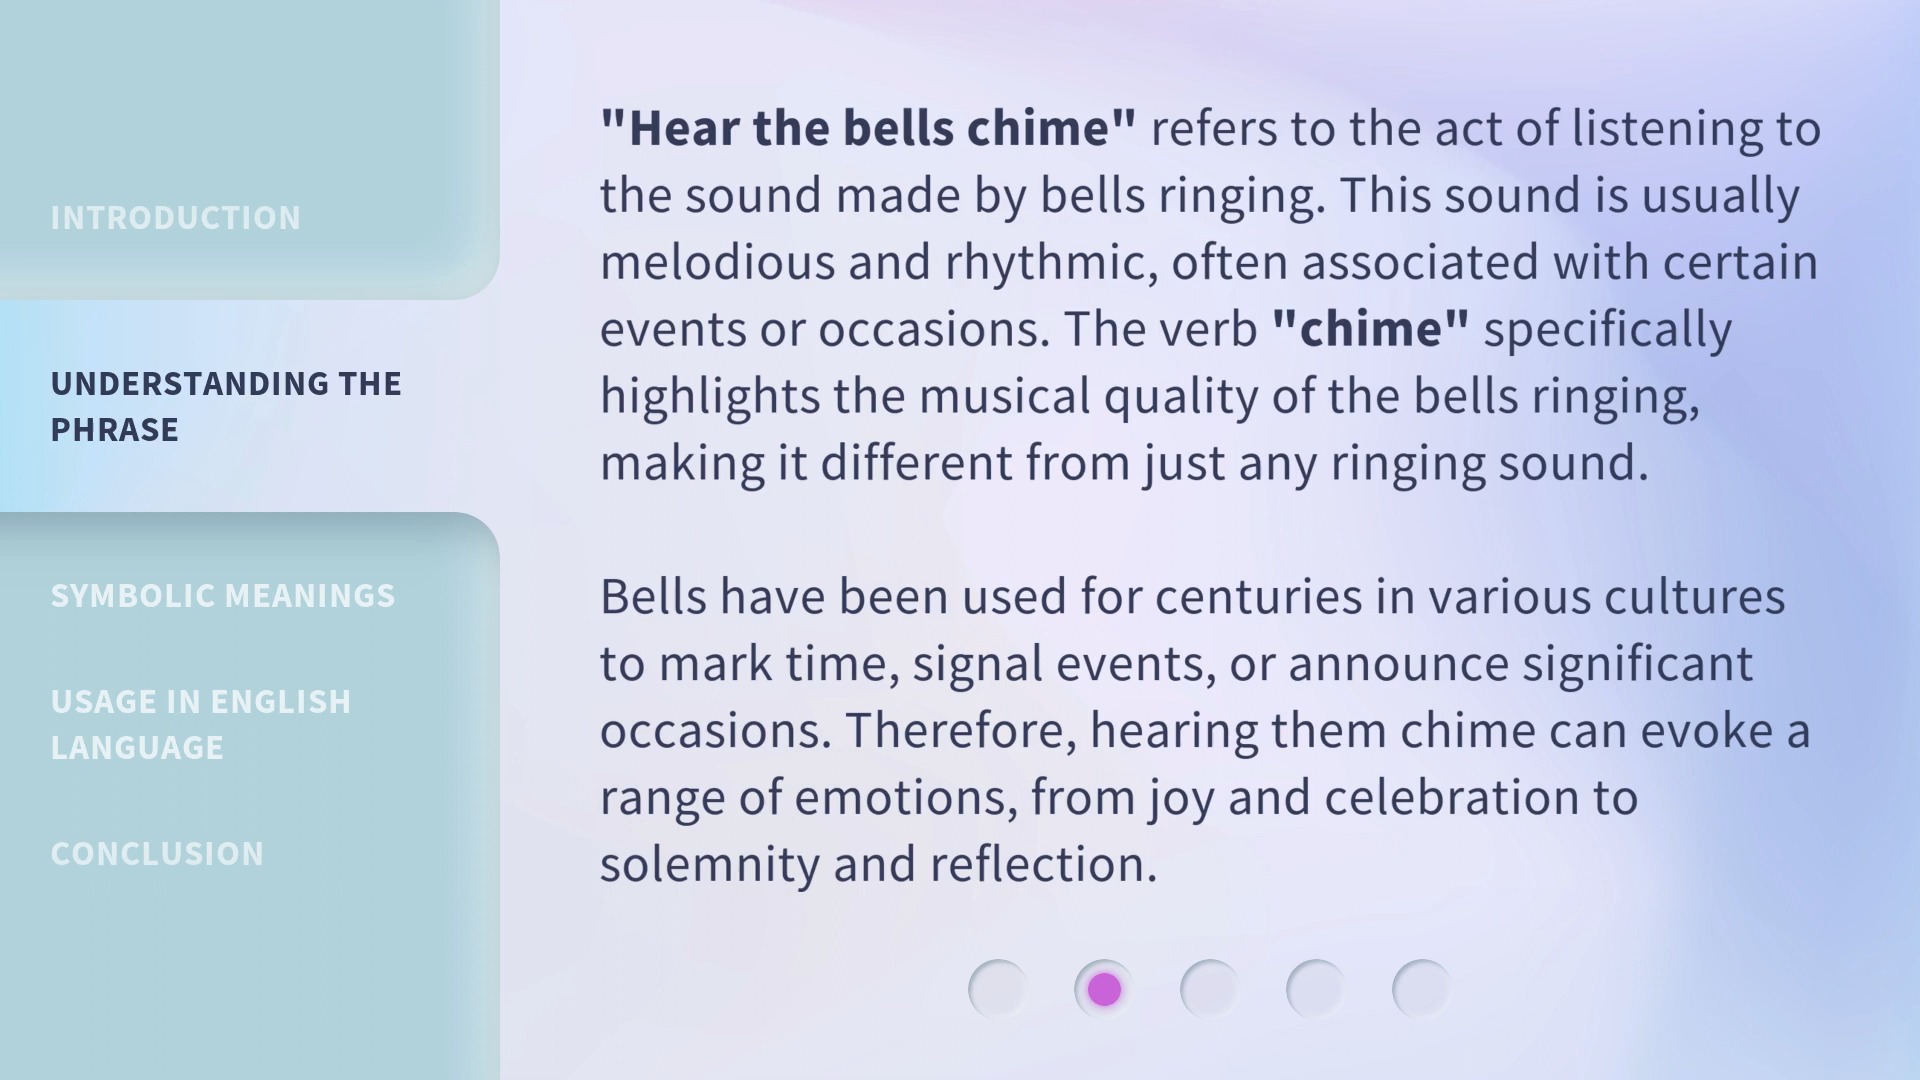 INTRODUCTION
UNDERSTANDING THE
PHRASE
SYMBOLIC MEANINGS
USAGE IN ENGLISH
LANGUAGE
CONCLUSION
"Hear the bells chime" refers to the act of listening to
the sound made by bells ringing. This sound is usually
melodious and rhythmic, often associated with certain
events or occasions. The verb "chime" specifically
highlights the musical quality of the bells ringing,
making it different from just any ringing sound.
Bells have been used for centuries in various cultures
to mark time, signal events, or announce significant
occasions. Therefore, hearing them chime can evoke a
range of emotions, from joy and celebration to
solemnity and reflection.